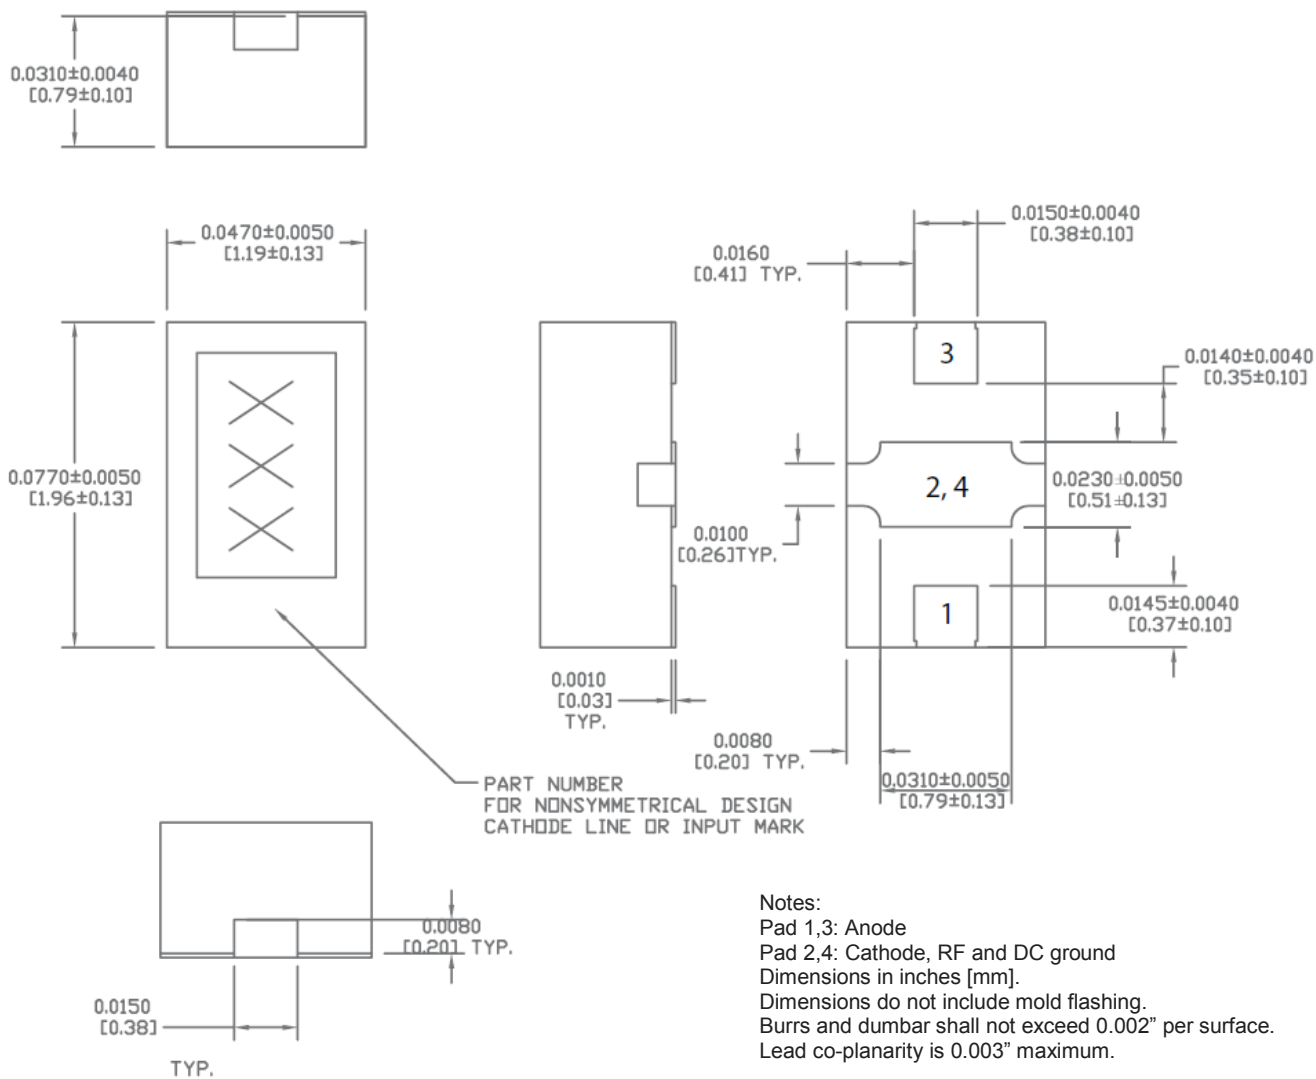 0.0310±0.0040
[0.79±0.10]
0.0470±0.0050
[1.19±0.13]
0.0150±0.0040
[0.38±0.10]
0.0160
[0.41] TYP.
3
0.0140±0.0040
[0.35±0.10]
0.0770±0.0050
[1.96±0.13]
2, 4
0.0230±0.0050
[0.51±0.13]
0.0100
[0.26]TYP.
1
0.0145±0.0040
[0.37±0.10]
0.0010
[0.03]
TYP.
0.0080
[0.20] TYP.
0.0310±0.0050
[0.79±0.13]
PART NUMBER
FOR NONSYMMETRICAL DESIGN
CATHODE LINE OR INPUT MARK
0.0080
[0.20] TYP.
0.0150
[0.38]
TYP.
Notes:
Pad 1,3: Anode
Pad 2,4: Cathode, RF and DC ground
Dimensions in inches [mm].
Dimensions do not include mold flashing.
Burrs and dumbar shall not exceed 0.002” per surface.
Lead co-planarity is 0.003” maximum.